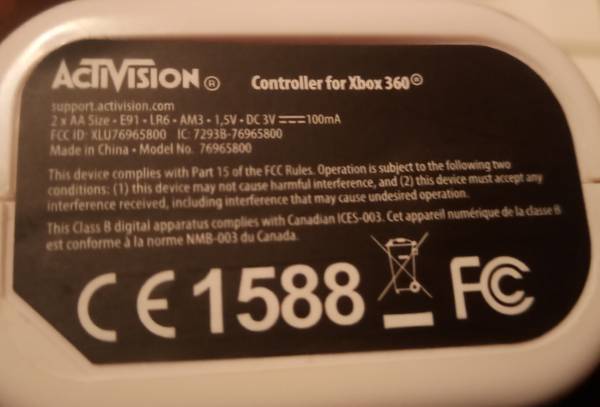 ACTIVISION ® Controller for Xbox 360®
support.activision.com
2 x AA Size • E91 • LR6 • AM3 • 1,5V • DC 3V ⎓ 100mA
FCC ID: XLU76965800 IC: 7293B-76965800
Made in China • Model No. 76965800
This device complies with Part 15 of the FCC Rules. Operation is subject to the following two
conditions: (1) this device may not cause harmful interference, and (2) this device must accept any
interference received, including interference that may cause undesired operation.
This Class B digital apparatus complies with Canadian ICES-003. Cet appareil numérique de la classe B
est conforme à la norme NMB-003 du Canada.
CE 1588 FC